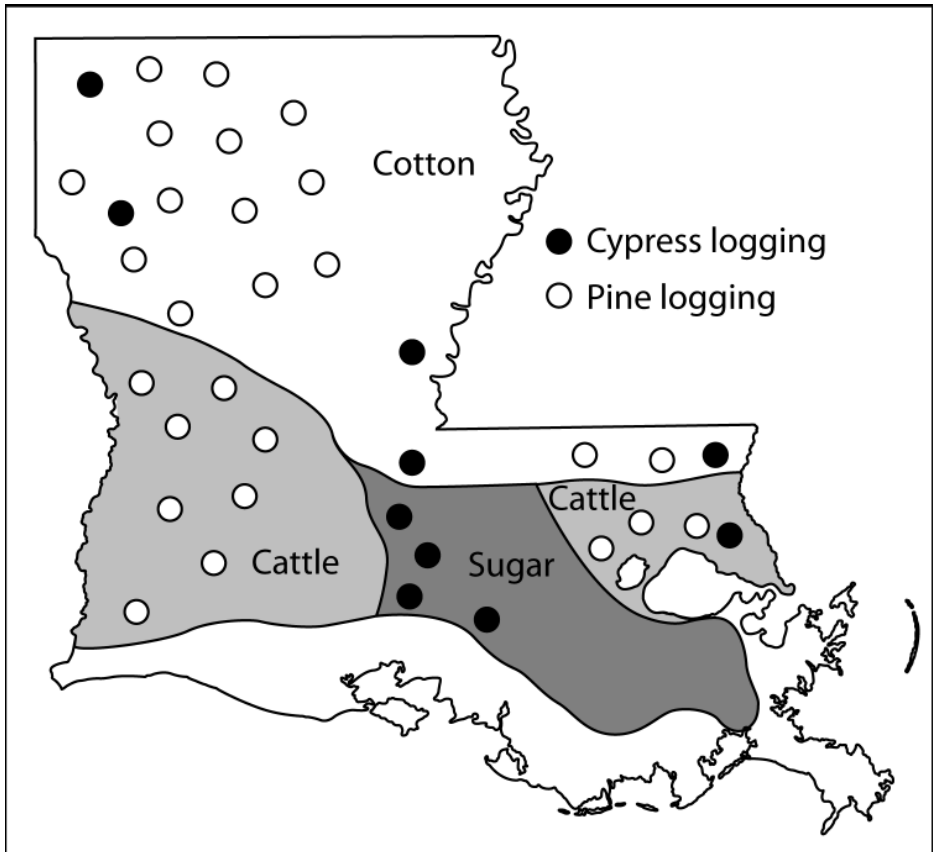 Cotton
Cypress logging
Pine logging
Cattle
Cattle
Sugar